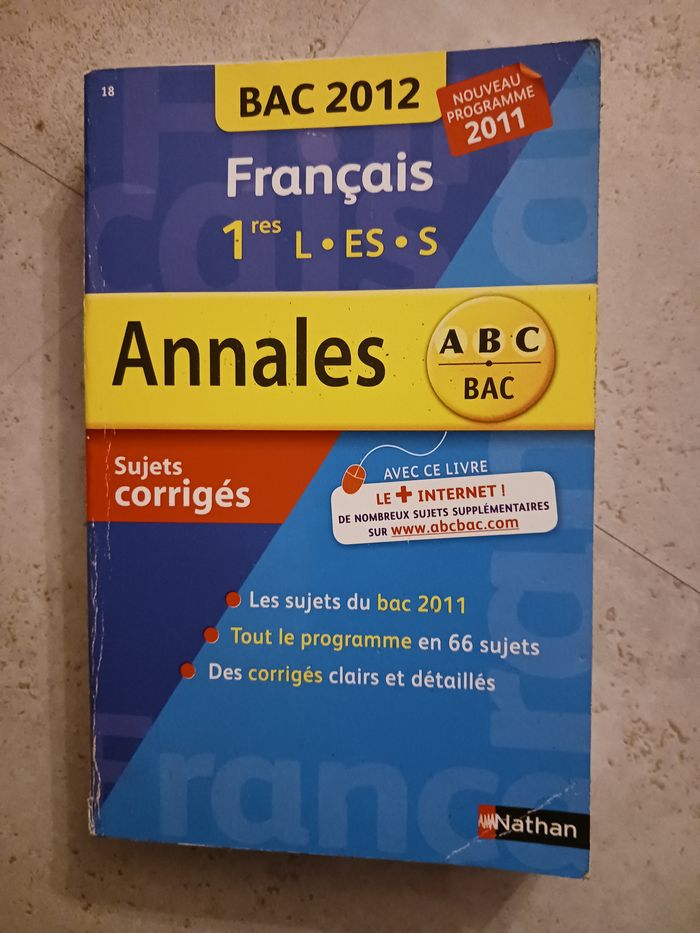 18
BAC 2012
NOUVEAU
PROGRAMME
2011
Français
1res L • ES • S
Annales
A B C
BAC
Sujets
corrigés
AVEC CE LIVRE
LE + INTERNET !
DE NOMBREUX SUJETS SUPPLÉMENTAIRES
SUR www.abcbac.com
Les sujets du bac 2011
Tout le programme en 66 sujets
Des corrigés clairs et détaillés
Nathan